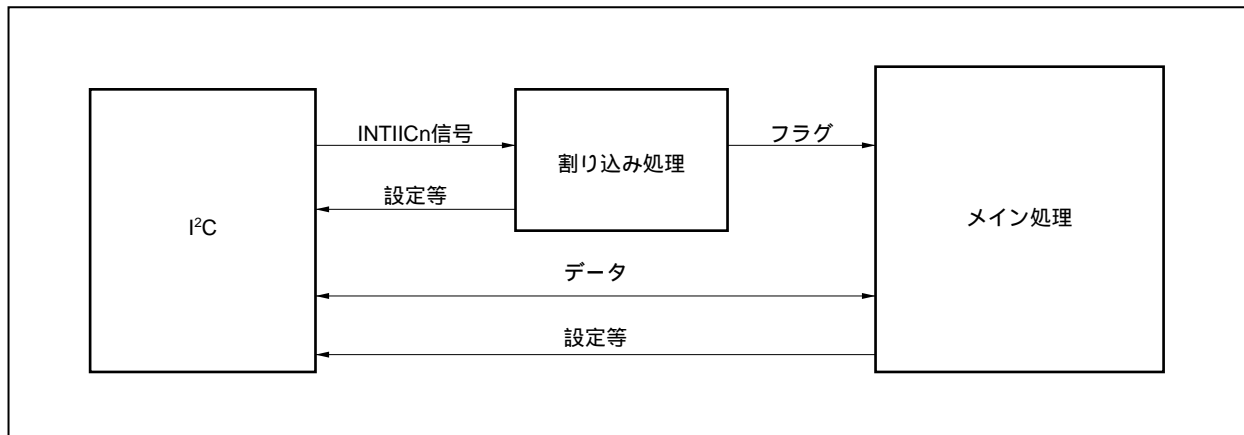 INTIICn信号
フラグ
割り込み処理
設定等
I²C
メイン処理
データ
設定等